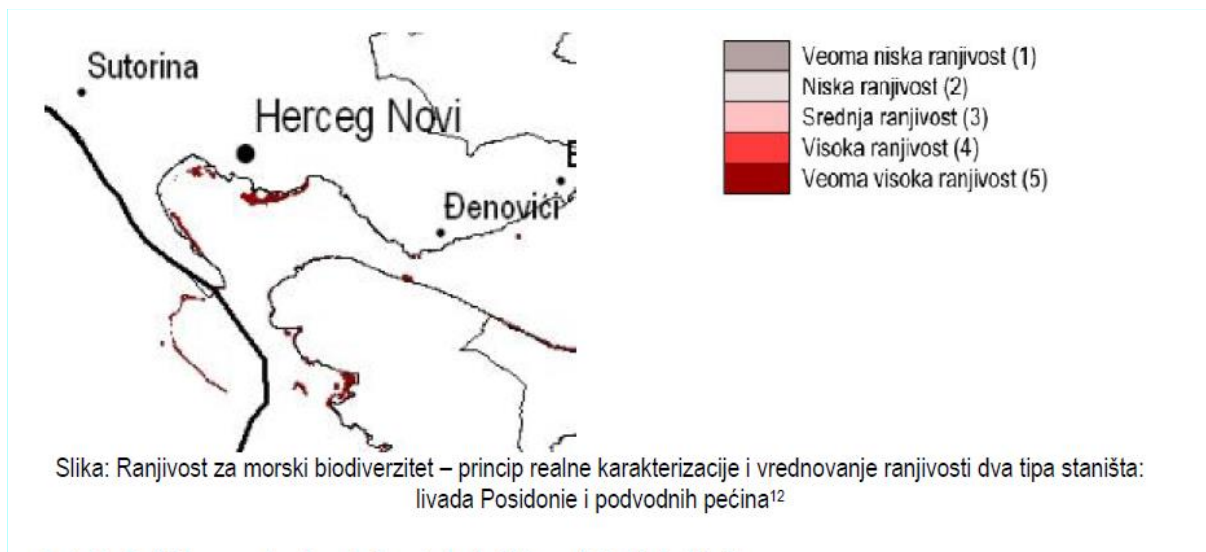 Sutorina
Herceg Novi
Đenovići
Veoma niska ranjivost (1)
Niska ranjivost (2)
Srednja ranjivost (3)
Visoka ranjivost (4)
Veoma visoka ranjivost (5)
Slika: Ranjivost za morski biodiverzitet – princip realne karakterizacije i vrednovanje ranjivosti dva tipa staništa:
livada Posidonie i podvodnih pećina¹²